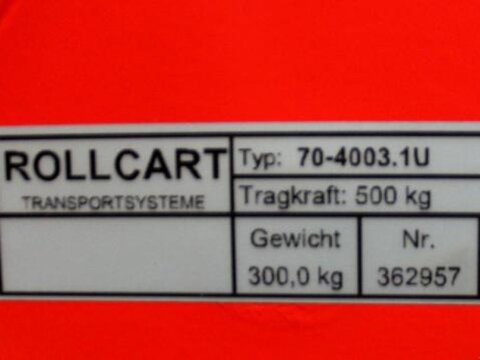 ROLLCART
TRANSPORTSYSTEME
Typ: 70-4003.1U
Tragkraft: 500 kg
Gewicht
300,0 kg
Nr.
362957